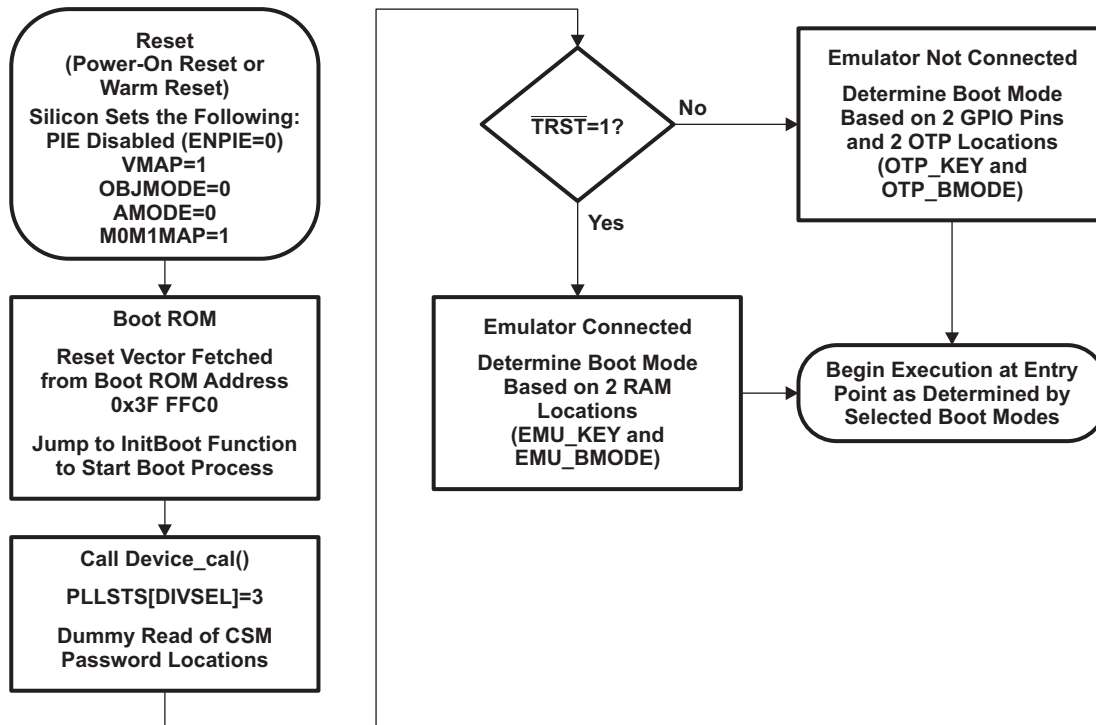 Reset
(Power-On Reset or
Warm Reset)
Silicon Sets the Following:
PIE Disabled (ENPIE=0)
VMAP=1
OBJMODE=0
AMODE=0
M0M1MAP=1
Boot ROM
Reset Vector Fetched
from Boot ROM Address
0x3F FFC0
Jump to InitBoot Function
to Start Boot Process
Call Device_cal()
PLLSTS[DIVSEL]=3
Dummy Read of CSM
Password Locations
T̅R̅S̅T̅=1?
No
Yes
Emulator Not Connected
Determine Boot Mode
Based on 2 GPIO Pins
and 2 OTP Locations
(OTP_KEY and
OTP_BMODE)
Emulator Connected
Determine Boot Mode
Based on 2 RAM
Locations
(EMU_KEY and
EMU_BMODE)
Begin Execution at Entry
Point as Determined by
Selected Boot Modes